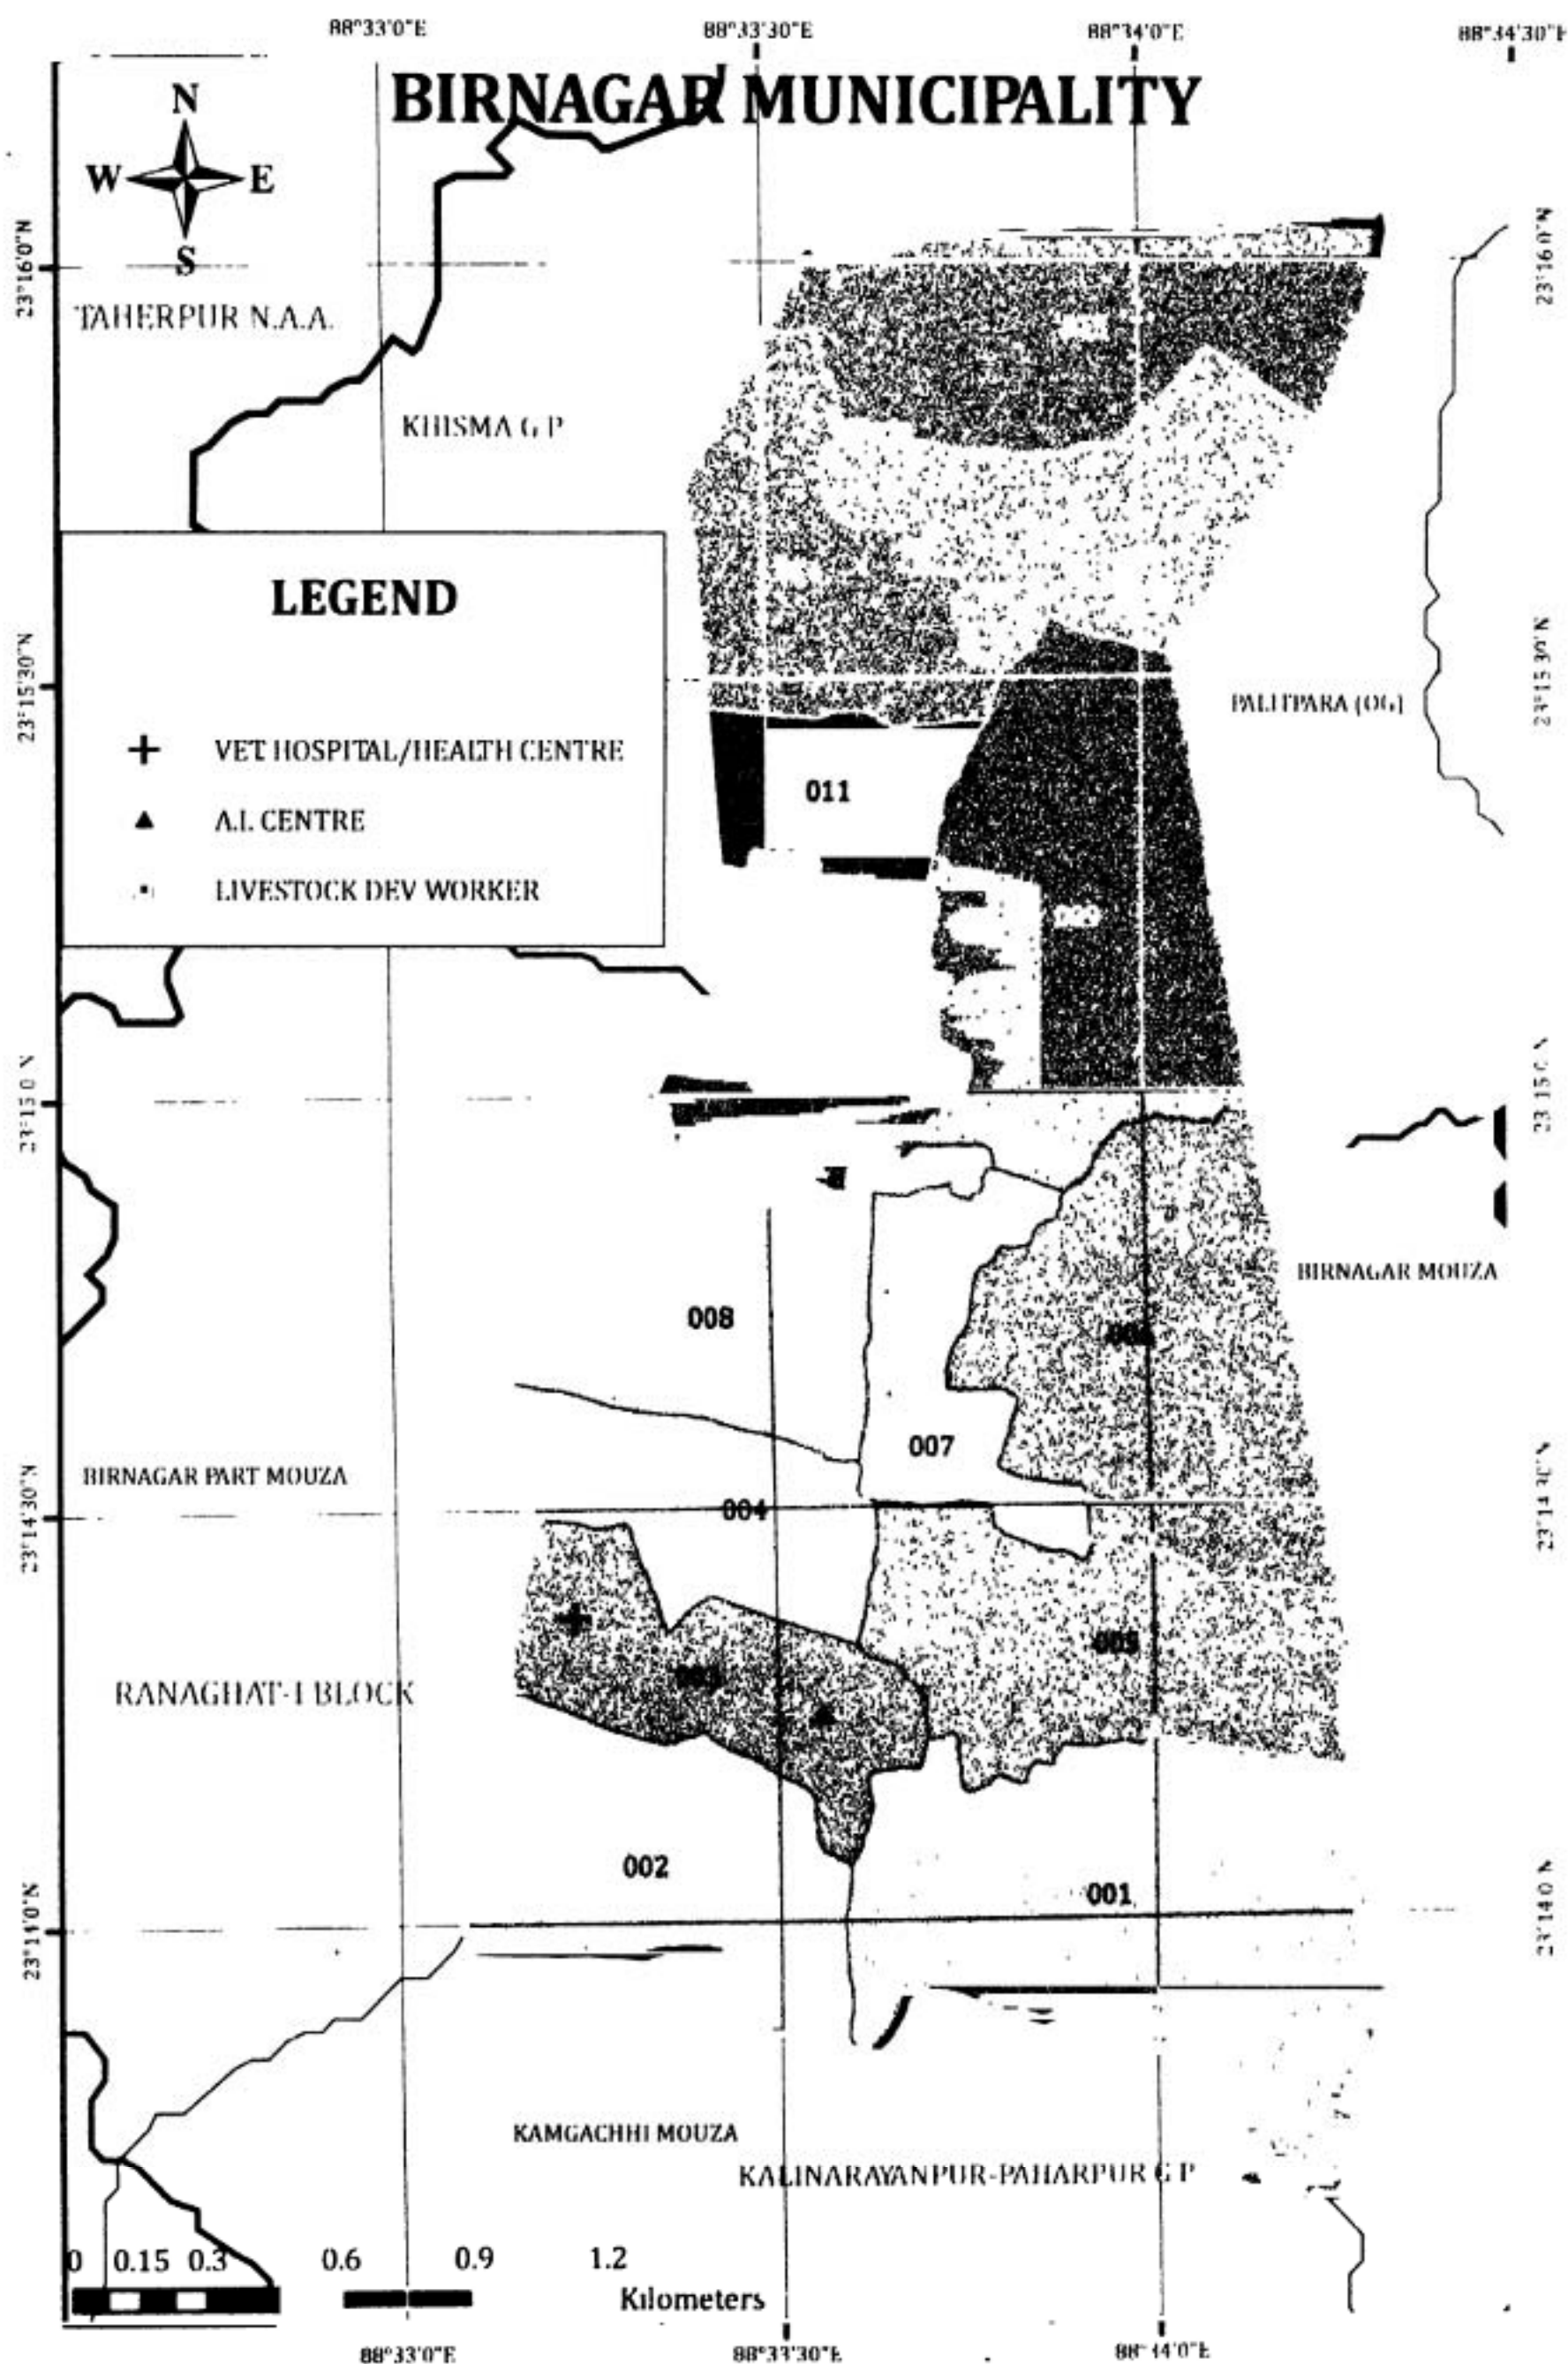 88°33'0"E 88°33'30"E 88°34'0"E 88°34'30"E
BIRNAGAR MUNICIPALITY
N
W E
S
23°16'0"N 23°16'0"N
TAHERPUR N.A.A.
KHISMA G P
LEGEND
23°15'30"N 23°15'30"N
PALITPARA (OG)
VET. HOSPITAL/HEALTH CENTRE
A.I. CENTRE
LIVESTOCK DEV WORKER
011
23°15'0"N 23°15'0"N
BIRNAGAR MOUZA
008
006
007
BIRNAGAR PART MOUZA
23°14'30"N 23°14'30"N
004
005
003
RANAGHAT-I BLOCK
002
001
23°14'0"N 23°14'0"N
KAMGACHHI MOUZA
KALINARAYANPUR-PAHARPUR G P
0 0.15 0.3 0.6 0.9 1.2
Kilometers
88°33'0"E 88°33'30"E 88°34'0"E